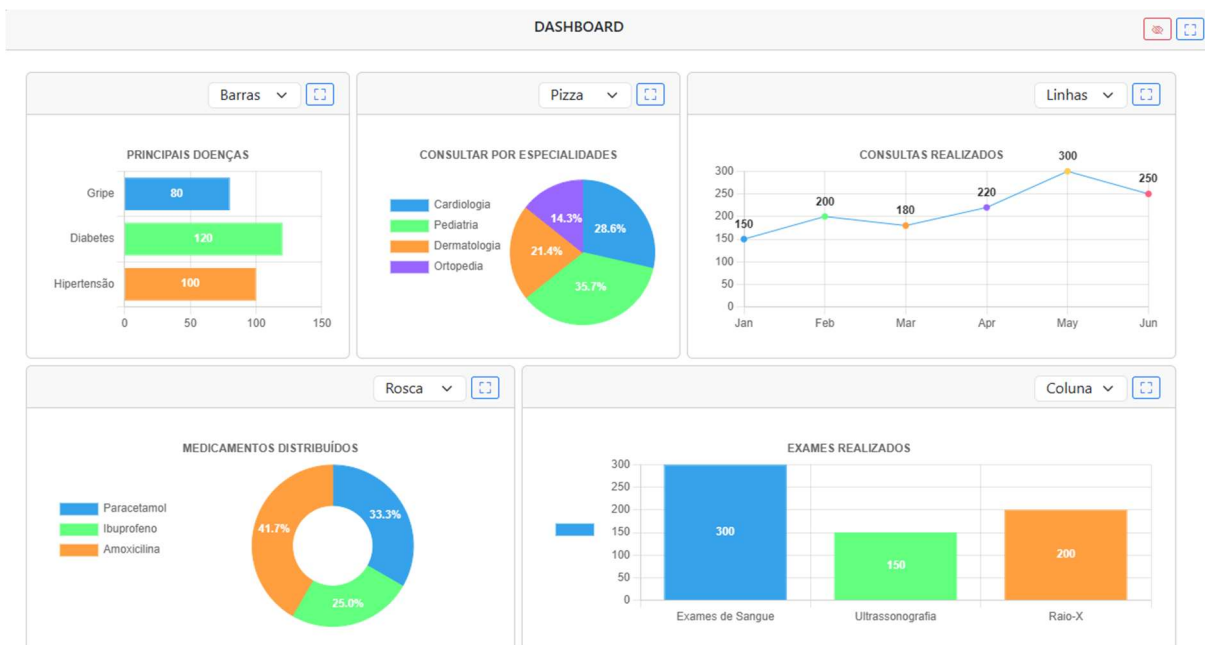 DASHBOARD
Barras
PRINCIPAIS DOENÇAS
Gripe
80
Diabetes
120
Hipertensão
100
0 50 100 150
Pizza
CONSULTAR POR ESPECIALIDADES
Cardiologia
Pediatria
Dermatologia
Ortopedia
14.3%
28.6%
21.4%
35.7%
Linhas
CONSULTAS REALIZADOS
300
250
200
150
100
50
0
150
200
180
220
300
250
Jan Feb Mar Apr May Jun
Rosca
MEDICAMENTOS DISTRIBUÍDOS
Paracetamol
Ibuprofeno
Amoxicilina
33.3%
41.7%
25.0%
Coluna
EXAMES REALIZADOS
300
250
200
150
100
50
0
300
150
200
Exames de Sangue Ultrassonografia Raio-X